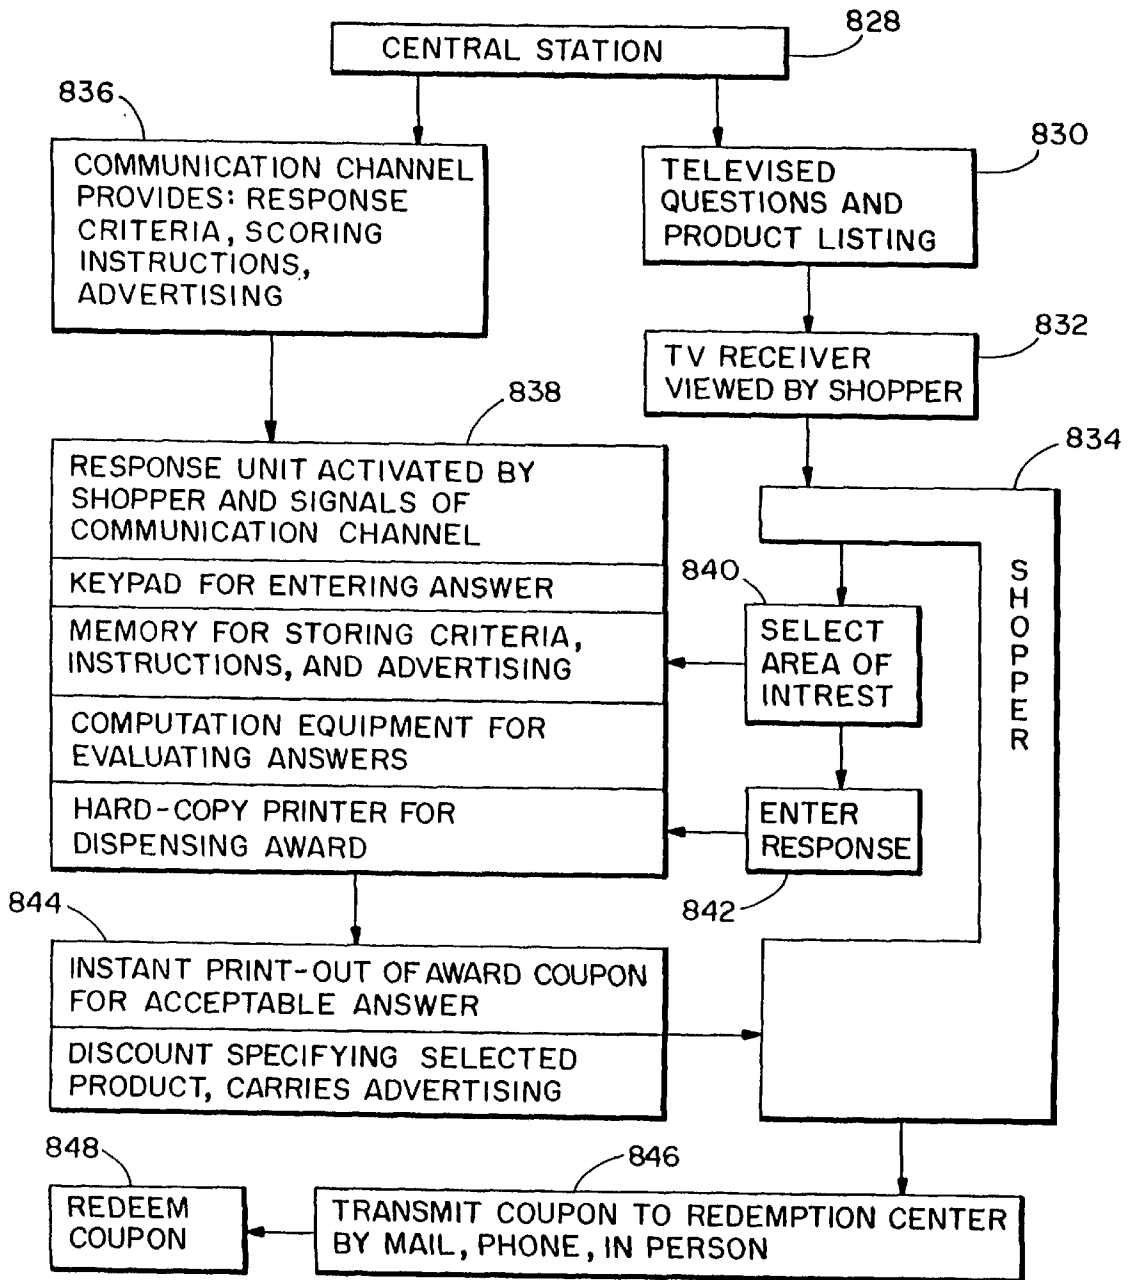 828
CENTRAL STATION
836
COMMUNICATION CHANNEL
PROVIDES: RESPONSE
CRITERIA, SCORING
INSTRUCTIONS,
ADVERTISING
830
TELEVISED
QUESTIONS AND
PRODUCT LISTING
832
TV RECEIVER
VIEWED BY SHOPPER
838
RESPONSE UNIT ACTIVATED BY
SHOPPER AND SIGNALS OF
COMMUNICATION CHANNEL
KEYPAD FOR ENTERING ANSWER
MEMORY FOR STORING CRITERIA,
INSTRUCTIONS, AND ADVERTISING
COMPUTATION EQUIPMENT FOR
EVALUATING ANSWERS
HARD-COPY PRINTER FOR
DISPENSING AWARD
834
SHOPPER
840
SELECT
AREA OF
INTREST
ENTER
RESPONSE
842
844
INSTANT PRINT-OUT OF AWARD COUPON
FOR ACCEPTABLE ANSWER
DISCOUNT SPECIFYING SELECTED
PRODUCT, CARRIES ADVERTISING
848
REDEEM
COUPON
846
TRANSMIT COUPON TO REDEMPTION CENTER
BY MAIL, PHONE, IN PERSON